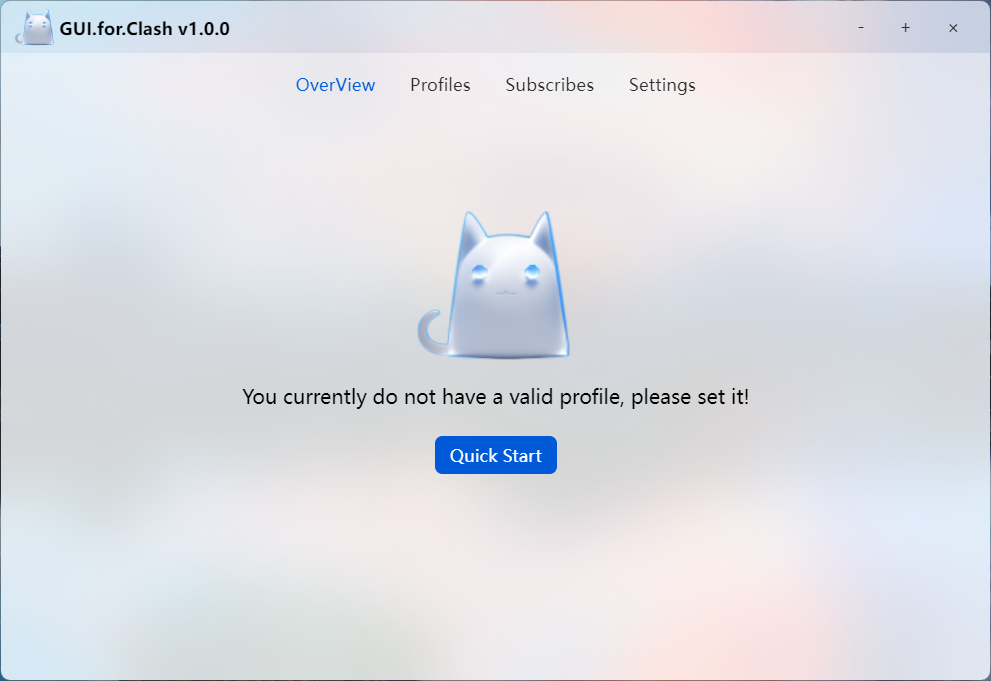 GUI.for.Clash v1.0.0
- + ×
OverView Profiles Subscribes Settings
You currently do not have a valid profile, please set it!
Quick Start